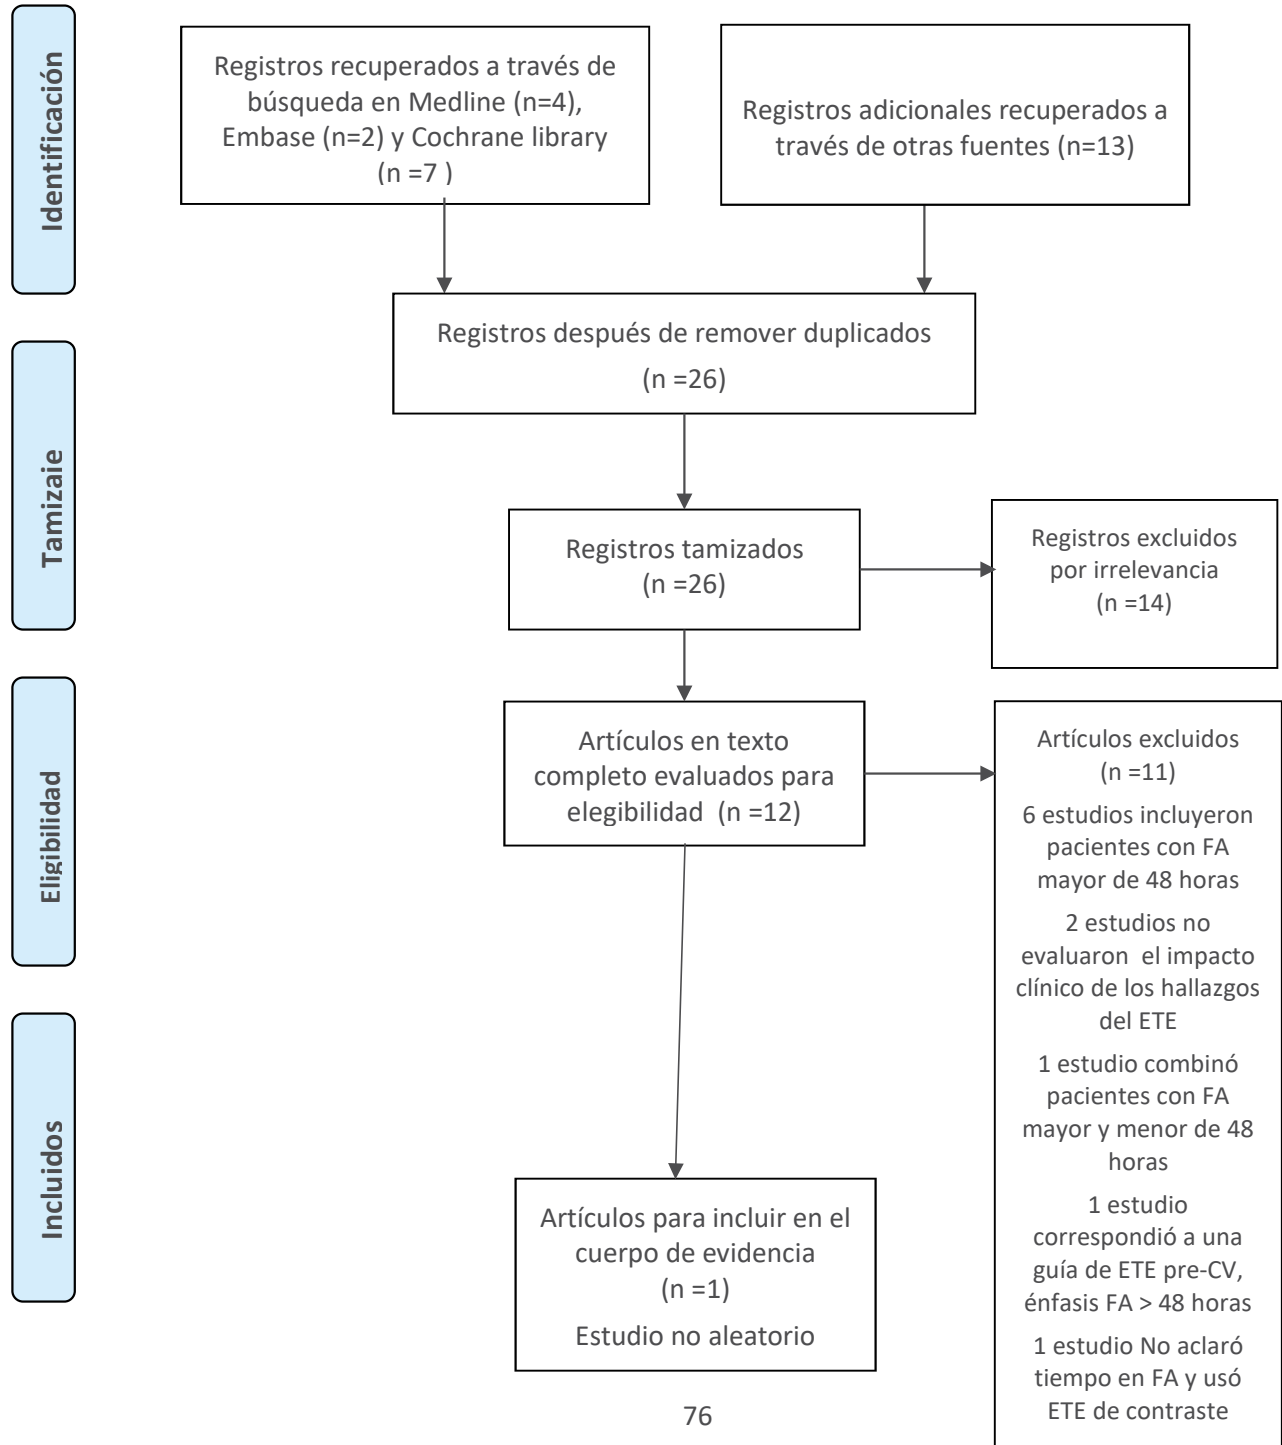 Identificación
Registros recuperados a través de
búsqueda en Medline (n=4),
Embase (n=2) y Cochrane library
(n =7 )
Registros adicionales recuperados a
través de otras fuentes (n=13)
Registros después de remover duplicados
(n =26)
Tamizaie
Registros tamizados
(n =26)
Registros excluidos
por irrelevancia
(n =14)
Eligibilidad
Artículos en texto
completo evaluados para
elegibilidad (n =12)
Artículos excluidos
(n =11)
6 estudios incluyeron
pacientes con FA
mayor de 48 horas
2 estudios no
evaluaron el impacto
clínico de los hallazgos
del ETE
1 estudio combinó
pacientes con FA
mayor y menor de 48
horas
1 estudio
correspondió a una
guía de ETE pre-CV,
énfasis FA > 48 horas
1 estudio No aclaró
tiempo en FA y usó
ETE de contraste
Incluidos
Artículos para incluir en el
cuerpo de evidencia
(n =1)
Estudio no aleatorio
76